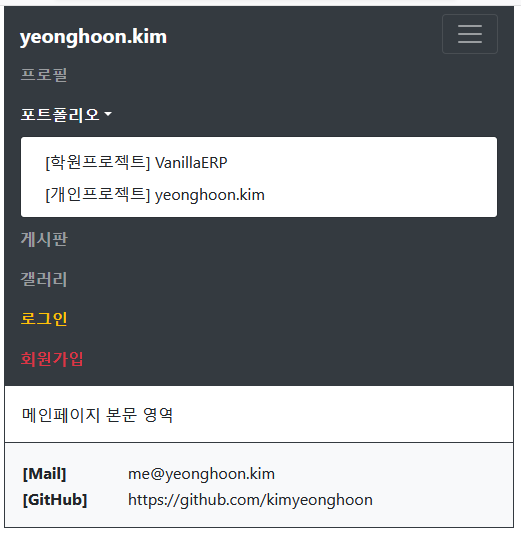 yeonghoon.kim
프로필
포트폴리오
[학원프로젝트] VanillaERP
[개인프로젝트] yeonghoon.kim
게시판
갤러리
로그인
회원가입
메인페이지 본문 영역
[Mail] me@yeonghoon.kim
[GitHub] https://github.com/kimyeonghoon